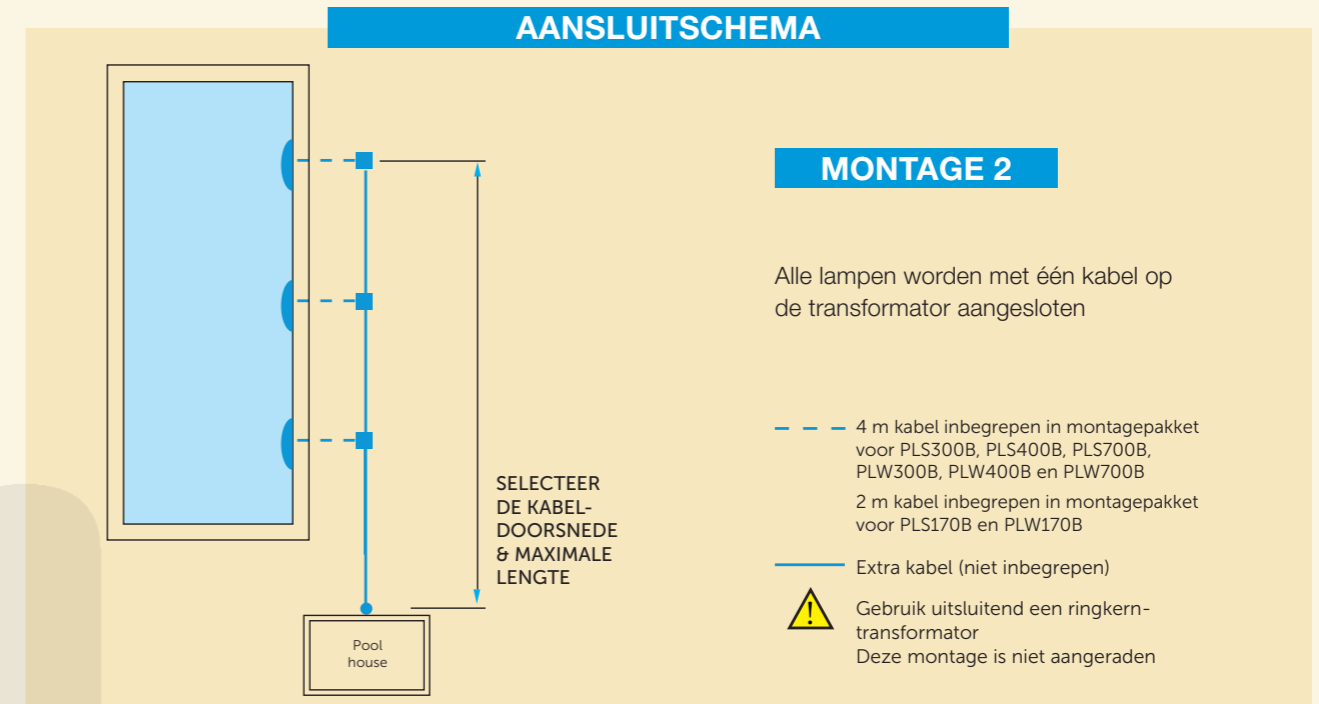 AANSLUITSCHEMA
MONTAGE 2
Alle lampen worden met één kabel op
de transformator aangesloten
4 m kabel inbegrepen in montagepakket
voor PLS300B, PLS400B, PLS700B,
PLW300B, PLW400B en PLW700B
2 m kabel inbegrepen in montagepakket
voor PLS170B en PLW170B
Extra kabel (niet inbegrepen)
Gebruik uitsluitend een ringkern-
transformator
Deze montage is niet aangeraden
SELECTEER
DE KABEL-
DOORSNEDE
& MAXIMALE
LENGTE
Pool
house